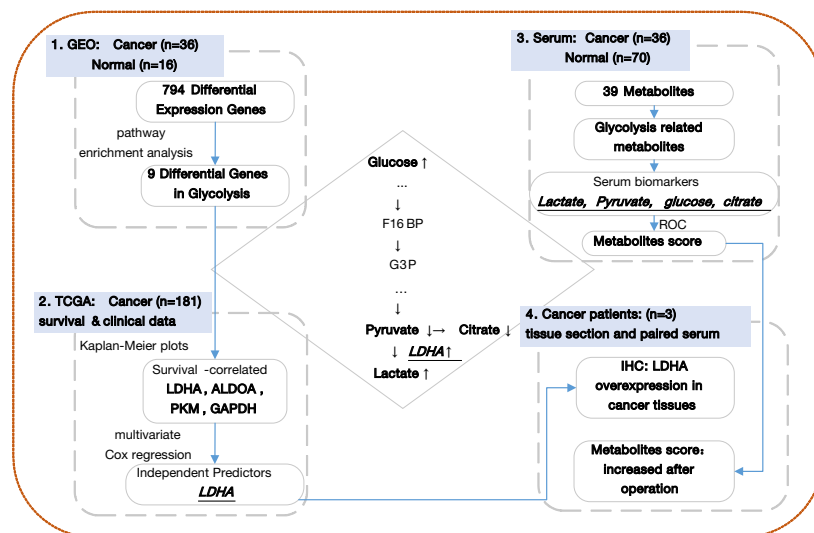 1. GEO: Cancer (n=36)
Normal (n=16)
794 Differential
Expression Genes
pathway
enrichment analysis
9 Differential Genes
in Glycolysis
2. TCGA: Cancer (n=181)
survival & clinical data
Kaplan-Meier plots
Survival -correlated
LDHA , ALDOA ,
PKM , GAPDH
multivariate
Cox regression
Independent Predictors
LDHA
Glucose ↑
...
↓
F16 BP
↓
G3P
...
↓
Pyruvate ↓→ Citrate ↓
↓ LDHA ↑
Lactate ↑
3. Serum: Cancer (n=36)
Normal (n=70)
39 Metabolites
Glycolysis related
metabolites
Serum biomarkers
Lactate, Pyruvate, glucose, citrate
ROC
Metabolites score
4. Cancer patients: (n=3)
tissue section and paired serum
IHC: LDHA
overexpression in
cancer tissues
Metabolites score:
increased after
operation